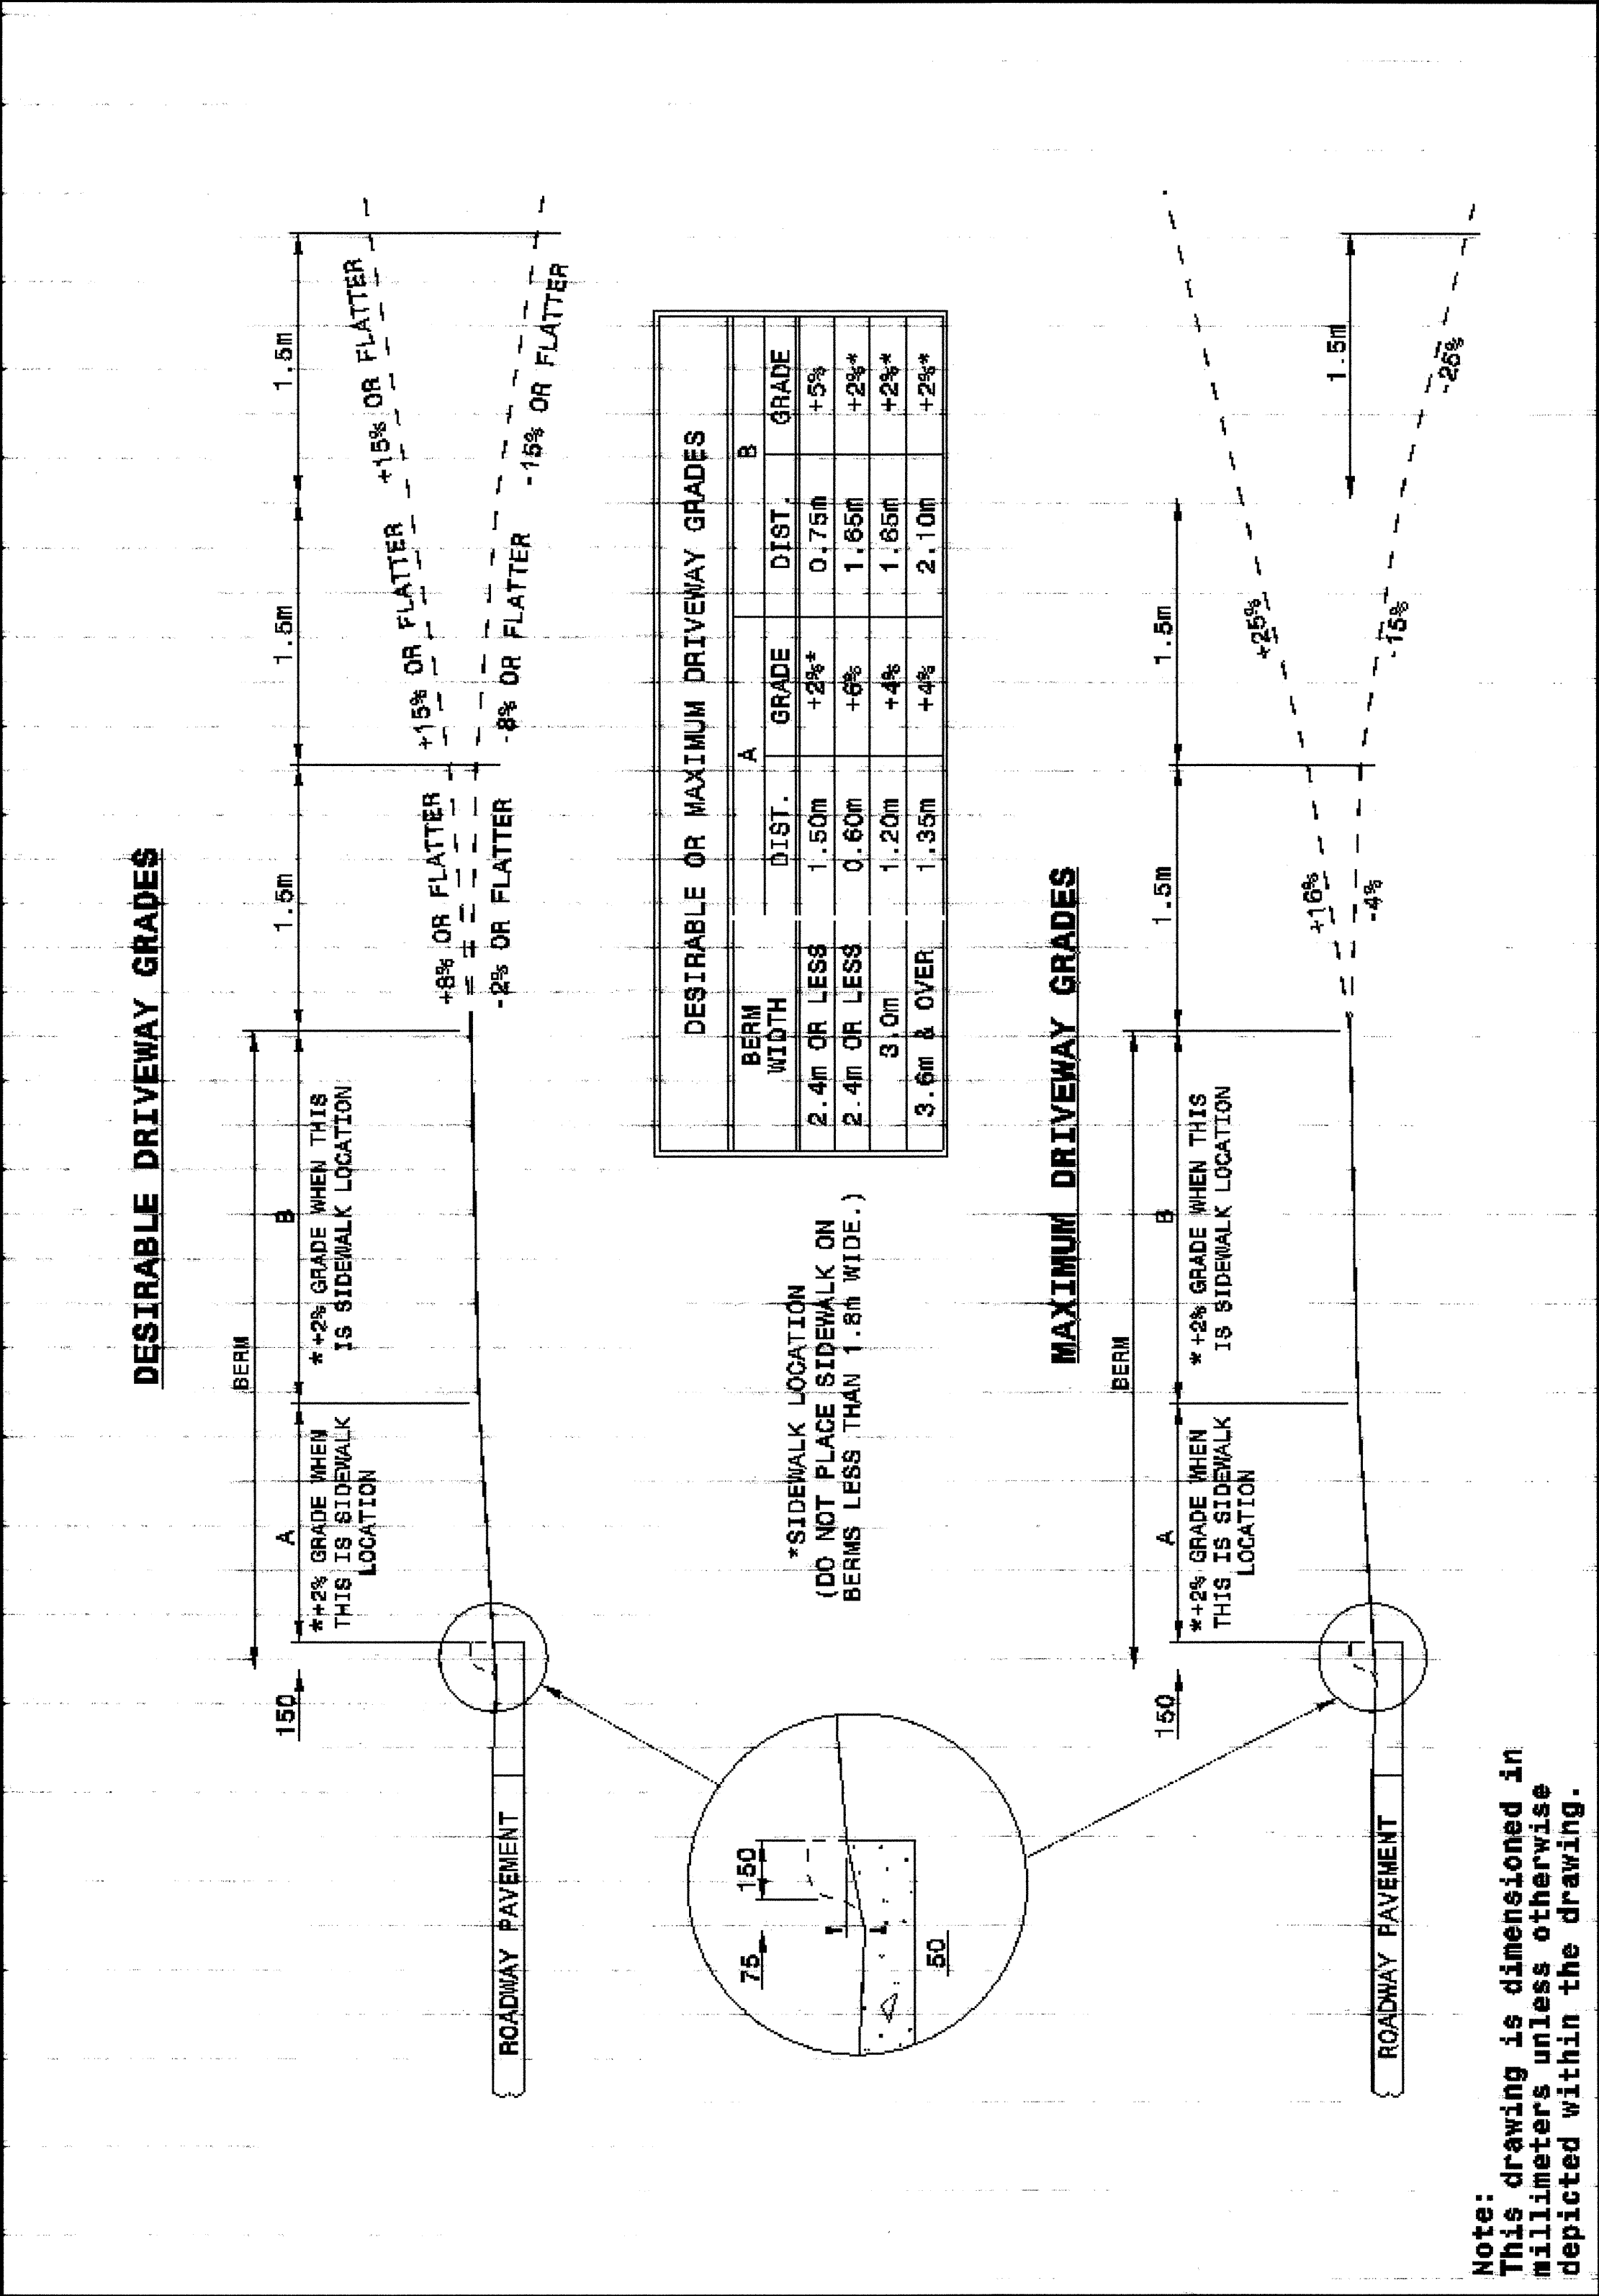 DESIRABLE DRIVEWAY GRADES
BERM
150
A
B
1.5m
1.5m
1.5m
*+2% GRADE WHEN
THIS IS SIDEWALK
LOCATION
*+2% GRADE WHEN THIS
IS SIDEWALK LOCATION
+8% OR FLATTER
+15% OR FLATTER
+15% OR FLATTER
-2% OR FLATTER
-8% OR FLATTER
-15% OR FLATTER
ROADWAY PAVEMENT
75
150
50
*SIDEWALK LOCATION
(DO NOT PLACE SIDEWALK ON
BERMS LESS THAN 1.8m WIDE.)
DESIRABLE OR MAXIMUM DRIVEWAY GRADES
BERM
WIDTH
A
B
DIST.
GRADE
DIST.
GRADE
2.4m OR LESS 1.50m +2%* 0.75m +5%
2.4m OR LESS 0.60m +6% 1.65m +2%*
3.0m 1.20m +4% 1.65m +2%*
3.6m & OVER 1.35m +4% 2.10m +2%*
MAXIMUM DRIVEWAY GRADES
BERM
150
A
B
1.5m
1.5m
1.5m
*+2% GRADE WHEN
THIS IS SIDEWALK
LOCATION
*+2% GRADE WHEN THIS
IS SIDEWALK LOCATION
+16%
+25%
-4%
-15%
-25%
ROADWAY PAVEMENT
Note:
This drawing is dimensioned in
millimeters unless otherwise
depicted within the drawing.